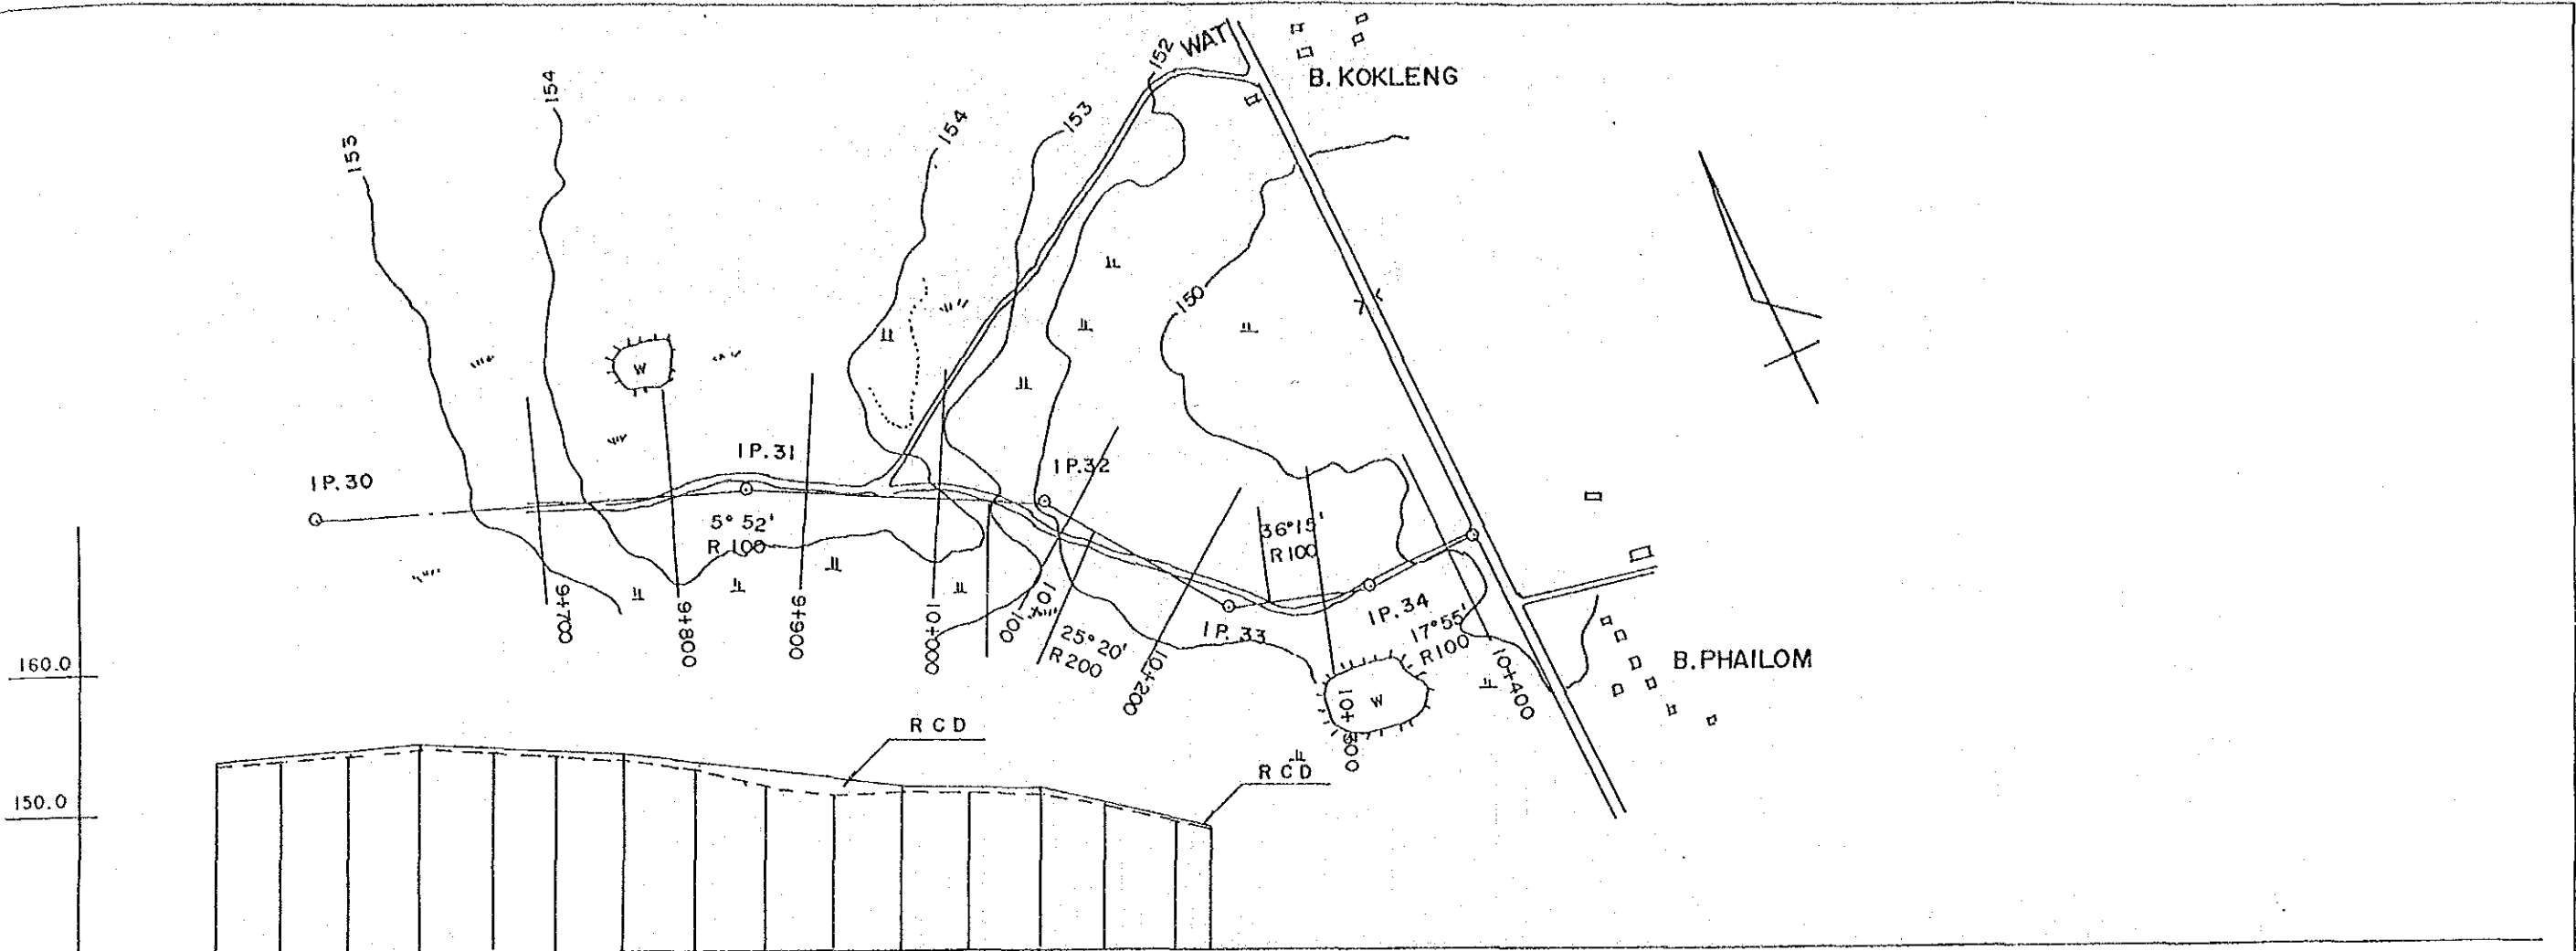 WAT
B. KOKLENG
152
154
153
154
153
150
IP.30
IP.31
IP.32
W
5° 52'
R 100
36°15'
R 100
9+700
9+800
9+900
10+000
10+100
25° 20'
R 200
10+200
IP. 33
IP. 34
17°55'
R 100
10+300
W
10+400
B. PHAILOM
160.0
150.0
R C D
R C D